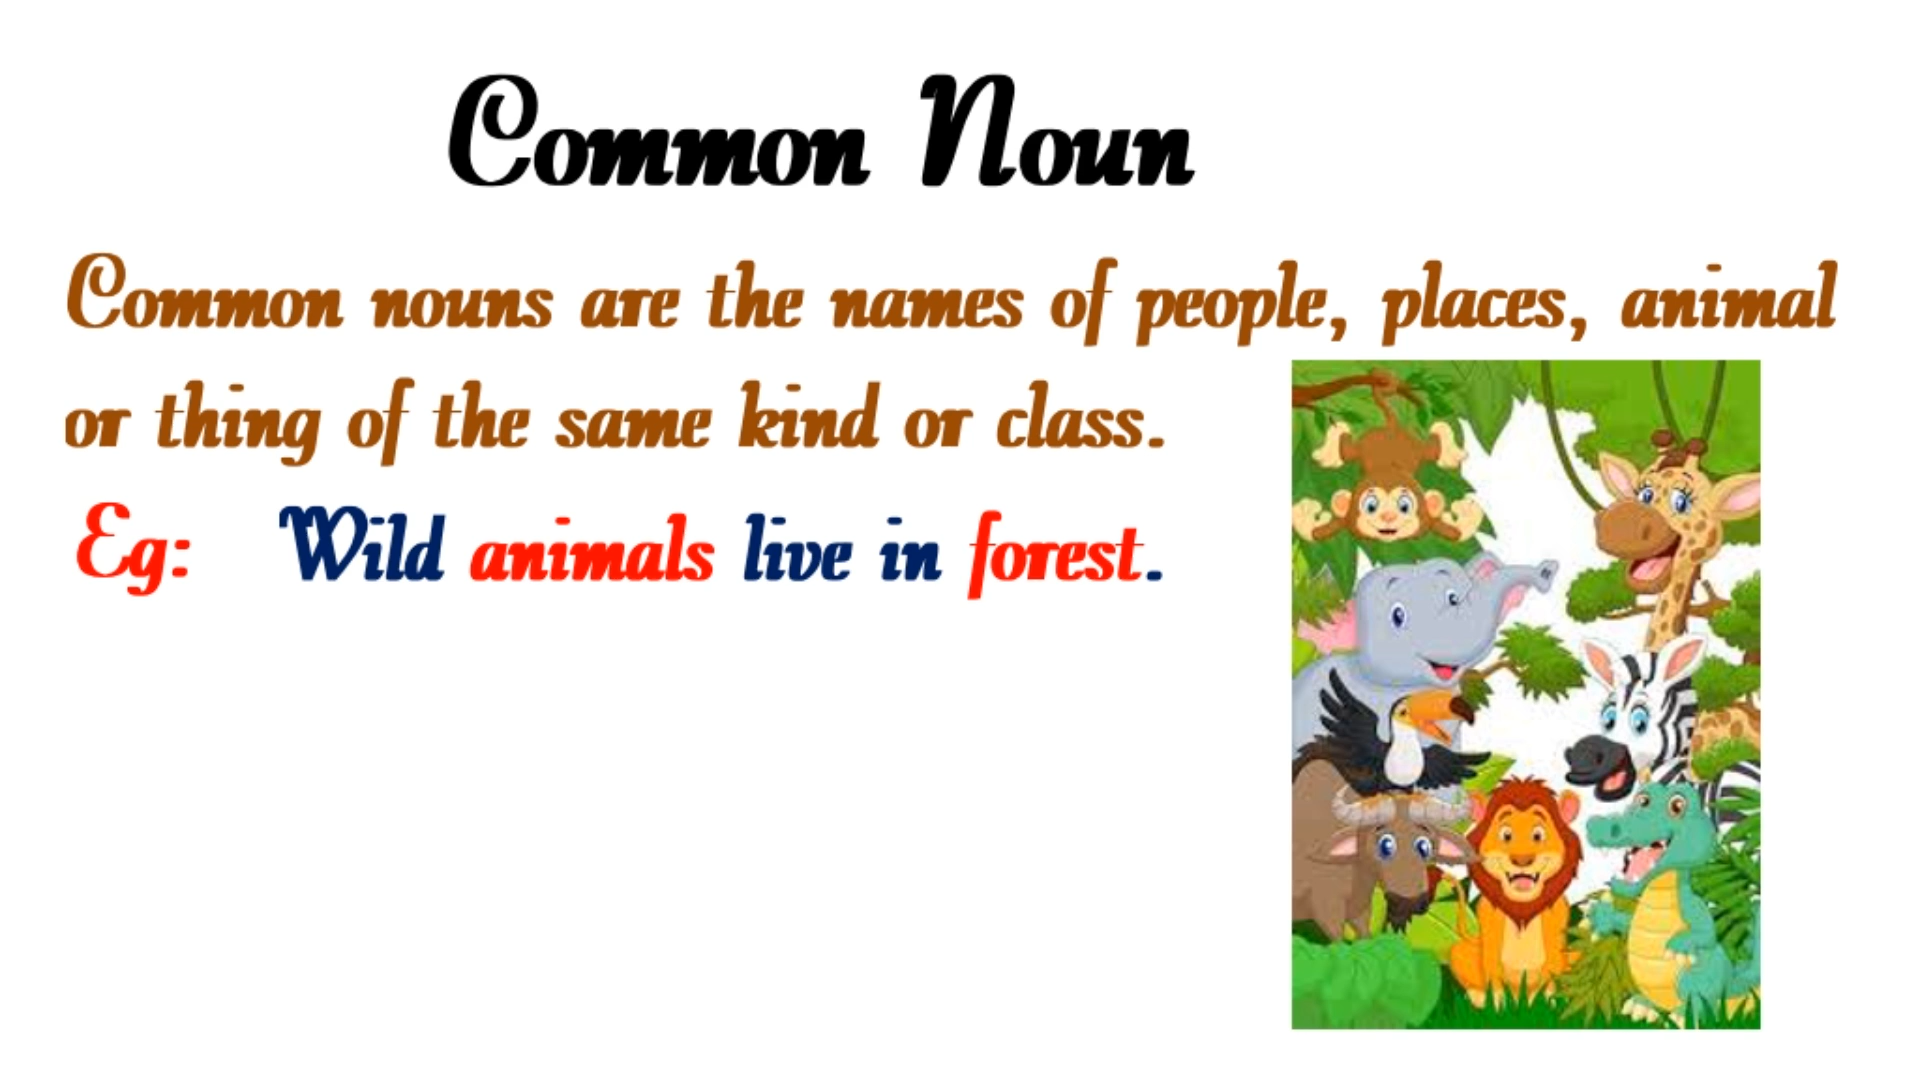 Common Noun
Common nouns are the names of people, places, animal
or thing of the same kind or class.
Eg: Wild animals live in forest.